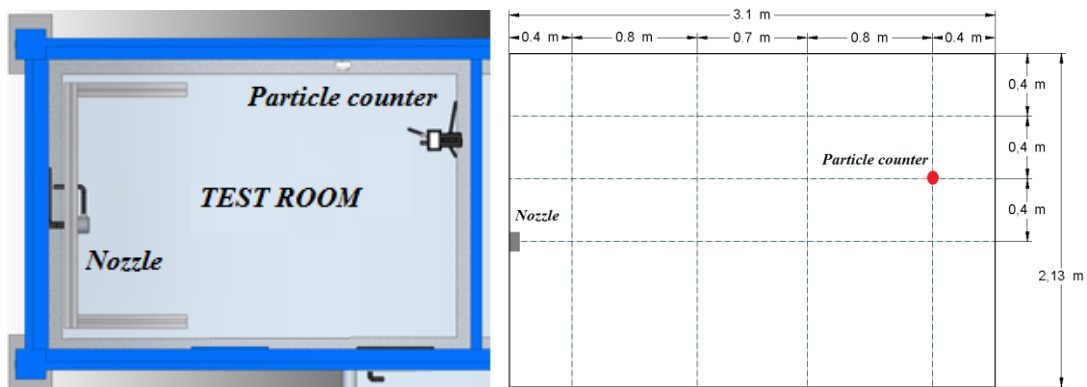 Particle counter
TEST ROOM
Nozzle
3.1 m
0.4 m
0.8 m
0.7 m
0.8 m
0.4 m
0,4 m
0,4 m
Particle counter
0,4 m
Nozzle
2,13 m